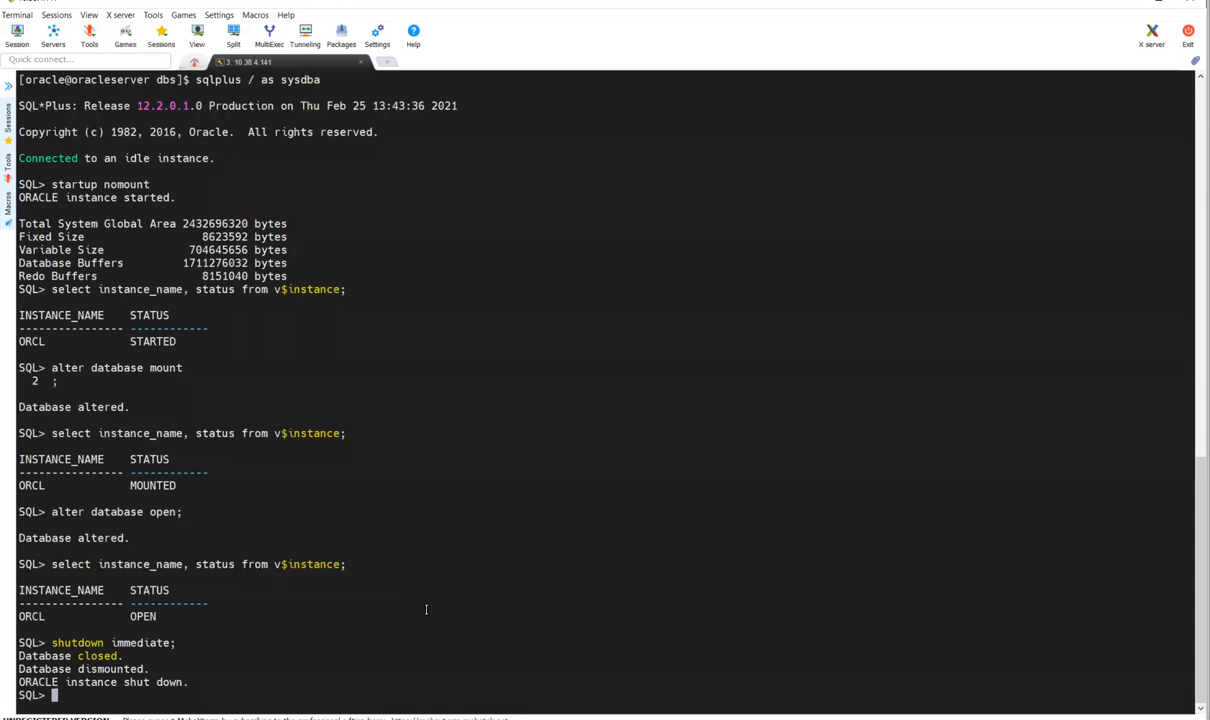 Terminal Sessions View X server Tools Games Settings Macros Help
Session Servers Tools Games Sessions View Split MultiExec Tunneling Packages Settings Help X server Exit
Quick connect... 3. 10.38.4.141
Sessions
Tools
Macros
[oracle@oracleserver dbs]$ sqlplus / as sysdba
SQL*Plus: Release 12.2.0.1.0 Production on Thu Feb 25 13:43:36 2021
Copyright (c) 1982, 2016, Oracle.  All rights reserved.
Connected to an idle instance.
SQL> startup nomount
ORACLE instance started.
Total System Global Area 2432696320 bytes
Fixed Size                  8623592 bytes
Variable Size             704645656 bytes
Database Buffers         1711276032 bytes
Redo Buffers                8151040 bytes
SQL> select instance_name, status from v$instance;
INSTANCE_NAME    STATUS
---------------- ------------
ORCL             STARTED
SQL> alter database mount
  2  ;
Database altered.
SQL> select instance_name, status from v$instance;
INSTANCE_NAME    STATUS
---------------- ------------
ORCL             MOUNTED
SQL> alter database open;
Database altered.
SQL> select instance_name, status from v$instance;
INSTANCE_NAME    STATUS
---------------- ------------
ORCL             OPEN
SQL> shutdown immediate;
Database closed.
Database dismounted.
ORACLE instance shut down.
SQL>